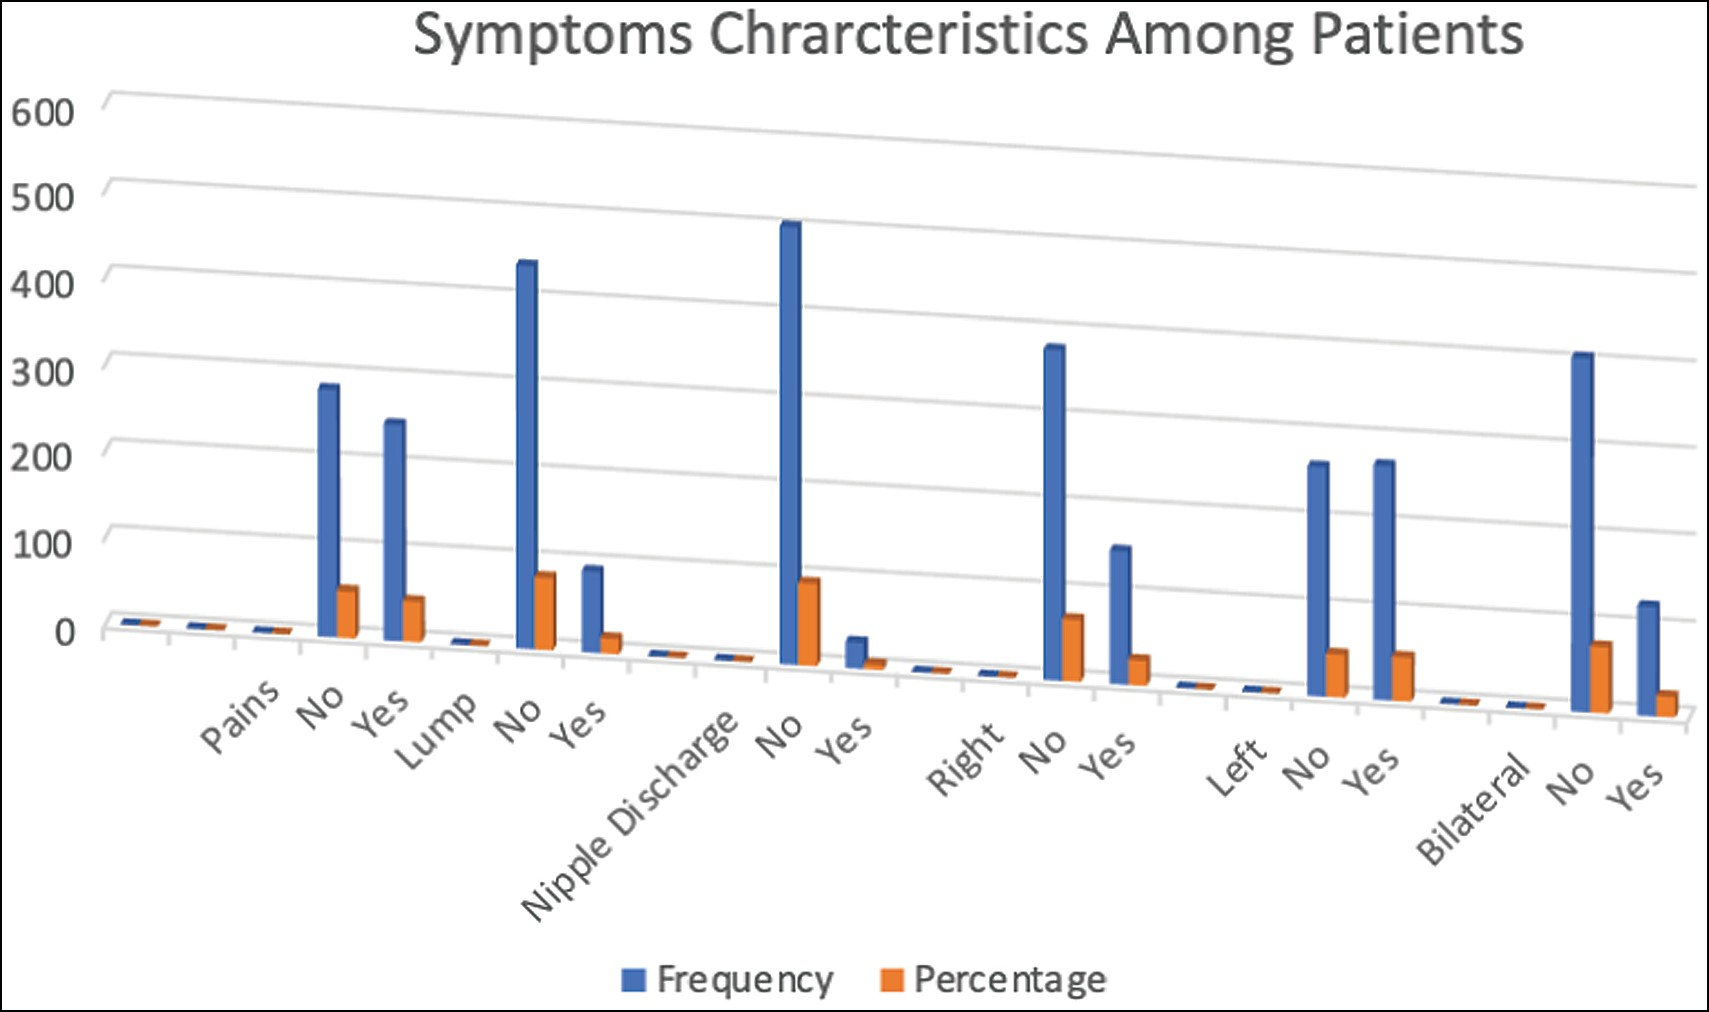 Symptoms Chrarcteristics Among Patients
600
500
400
300
200
100
0
Pains
No
Yes
Lump
No
Yes
Nipple Discharge
No
Yes
Right
No
Yes
Left
No
Yes
Bilateral
No
Yes
Frequency Percentage